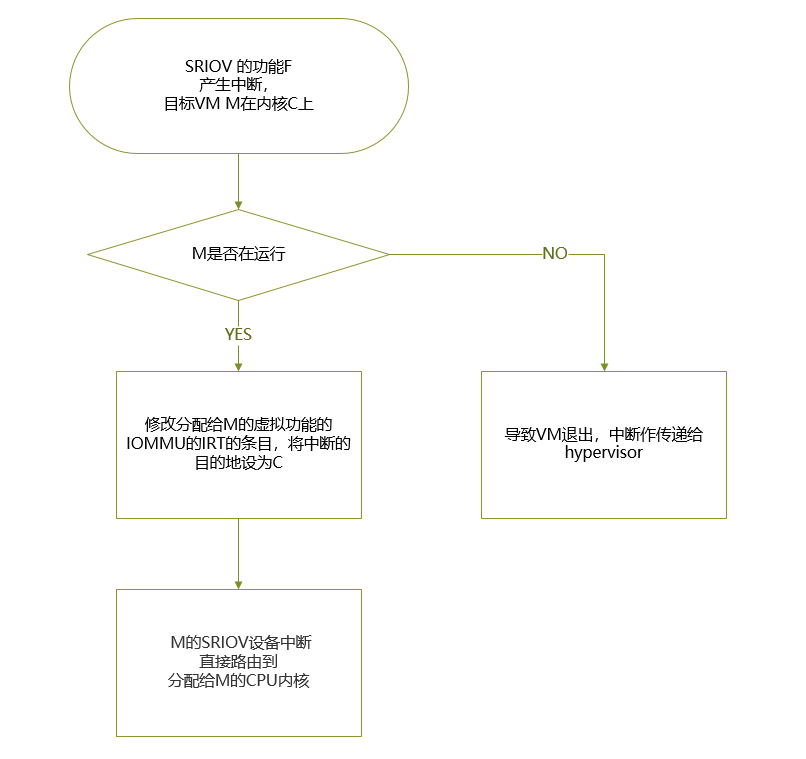 SRIOV 的功能F
产生中断，
目标VM M在内核C上
M是否在运行
NO
YES
修改分配给M的虚拟功能的
IOMMU的IRT的条目，将中断的
目的地设为C
导致VM退出，中断作传递给
hypervisor
M的SRIOV设备中断
直接路由到
分配给M的CPU内核